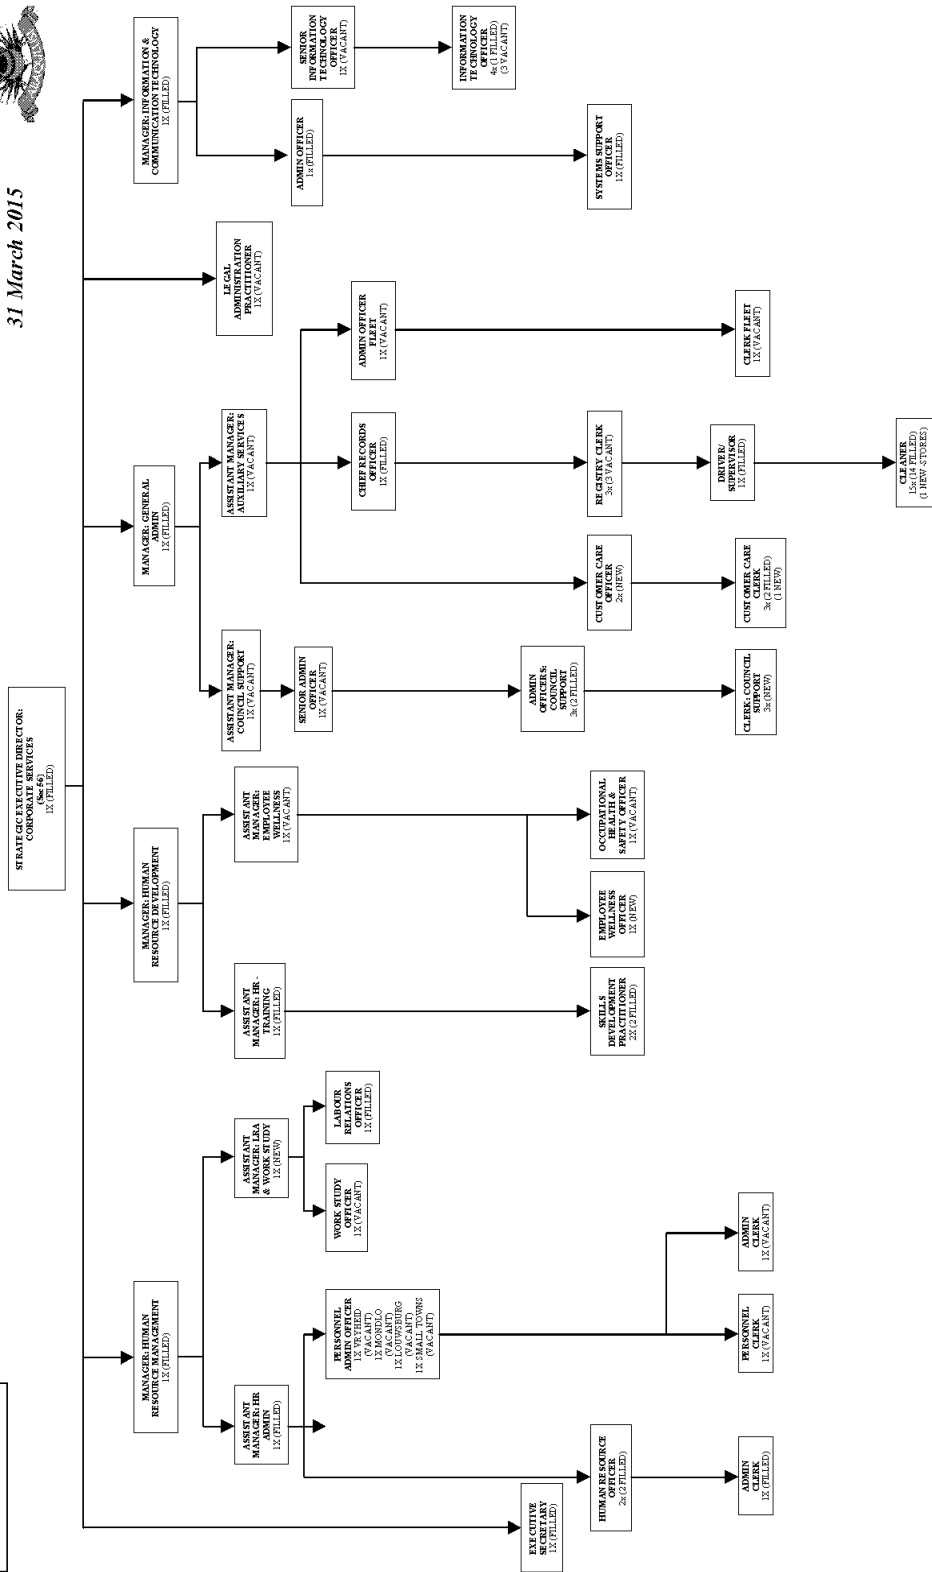 31 March 2015
STRATEGIC EXECUTIVE DIRECTOR:
CORPORATE SERVICES
(Sec 56)
1X (FILLED)
EXECUTIVE
SECRETARY
1X (FILLED)
MANAGER: HUMAN
RESOURCE MANAGEMENT
1X (FILLED)
ASSISTANT
MANAGER: HR
ADMIN
1X (FILLED)
HUMAN RESOURCE
OFFICER
2x (2 FILLED)
ADMIN
CLERK
1X (FILLED)
PERSONNEL
ADMIN OFFICER
1X VRYHEID
(VACANT)
1X MONDLO
(VACANT)
1X LOUWSBURG
(VACANT)
1X SMALL TOWNS
(VACANT)
PERSONNEL
CLERK
1X (VACANT)
ADMIN
CLERK
1X (VACANT)
ASSISTANT
MANAGER: LRA
& WORK STUDY
1X (NEW)
WORK STUDY
OFFICER
1X (VACANT)
LABOUR
RELATIONS
OFFICER
1X (FILLED)
MANAGER: HUMAN
RESOURCE DEVELOPMENT
1X (FILLED)
ASSISTANT
MANAGER: HR -
TRAINING
1X (FILLED)
SKILLS
DEVELOPMENT
PRACTITIONER
2X (2 FILLED)
ASSISTANT
MANAGER:
EMPLOYEE
WELLNESS
1X (VACANT)
EMPLOYEE
WELLNESS
OFFICER
1X (NEW)
OCCUPATIONAL
HEALTH &
SAFETY OFFICER
1X (VACANT)
MANAGER: GENERAL
ADMIN
1X (FILLED)
ASSISTANT MANAGER:
COUNCIL SUPPORT
1X (VACANT)
SENIOR ADMIN
OFFICER
1X (VACANT)
ADMIN
OFFICERS:
COUNCIL
SUPPORT
3x (2 FILLED)
CLERK: COUNCIL
SUPPORT
3x (NEW)
ASSISTANT MANAGER:
AUXILIARY SERVICES
1X (VACANT)
CUSTOMER CARE
OFFICER
2x (NEW)
CUSTOMER CARE
CLERK
3x (2 FILLED)
(1 NEW)
CHIEF RECORDS
OFFICER
1X (FILLED)
REGISTRY CLERK
3x (3 VACANT)
DRIVER/
SUPERVISOR
1X (FILLED)
CLEANER
15x (14 FILLED)
(1 NEW -STORES)
ADMIN OFFICER
FLEET
1X (VACANT)
CLERK FLEET
1X (VACANT)
LEGAL
ADMINISTRATION
PRACTITIONER
1X (VACANT)
MANAGER: INFORMATION &
COMMUNICATION TECHNOLOGY
1X (FILLED)
ADMIN OFFICER
1x (FILLED)
SYSTEMS SUPPORT
OFFICER
1X (FILLED)
SENIOR
INFORMATION
TECHNOLOGY
OFFICER
1X (VACANT)
INFORMATION
TECHNOLOGY
OFFICER
4x (1 FILLED)
(3 VACANT)